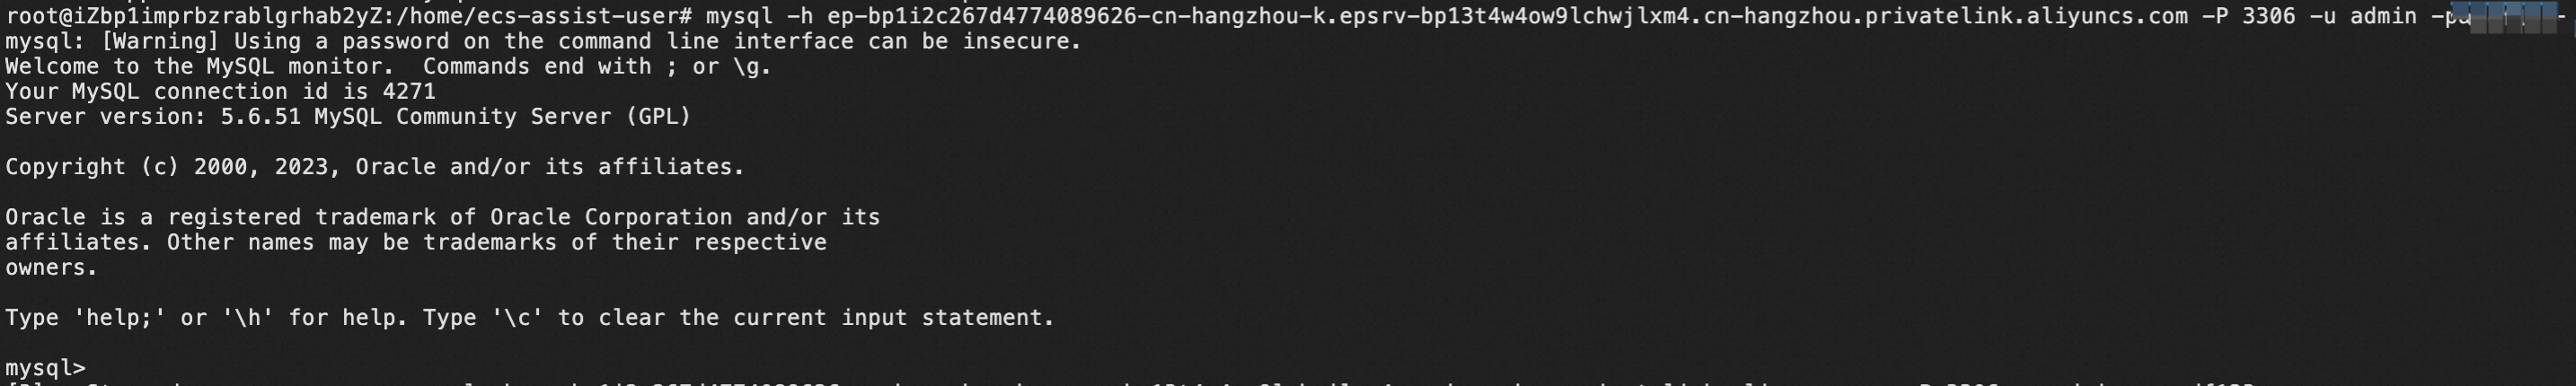 root@iZbp1imprbzrablgrhab2yZ:/home/ecs-assist-user# mysql -h ep-bp1i2c267d4774089626-cn-hangzhou-k.epsrv-bp13t4w4ow9lchwjlxm4.cn-hangzhou.privatelink.aliyuncs.com -P 3306 -u admin
mysql: [Warning] Using a password on the command line interface can be insecure.
Welcome to the MySQL monitor.  Commands end with ; or \g.
Your MySQL connection id is 4271
Server version: 5.6.51 MySQL Community Server (GPL)
Copyright (c) 2000, 2023, Oracle and/or its affiliates.
Oracle is a registered trademark of Oracle Corporation and/or its
affiliates. Other names may be trademarks of their respective
owners.
Type 'help;' or '\h' for help. Type '\c' to clear the current input statement.
mysql>